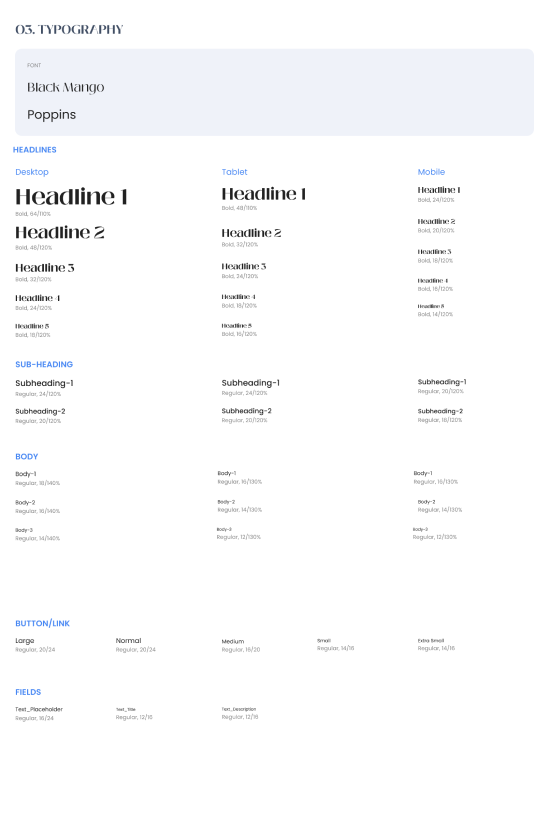 03. TYPOGRAPHY
FONT
Black Mango
Poppins
HEADLINES
Desktop
Tablet
Mobile
Headline 1
Bold, 64/110%
Headline 2
Bold, 48/120%
Headline 3
Bold, 32/120%
Headline 4
Bold, 24/120%
Headline 5
Bold, 18/120%
Headline 1
Bold, 48/110%
Headline 2
Bold, 32/120%
Headline 3
Bold, 24/120%
Headline 4
Bold, 18/120%
Headline 5
Bold, 16/120%
Headline 1
Bold, 24/120%
Headline 2
Bold, 20/120%
Headline 3
Bold, 18/120%
Headline 4
Bold, 16/120%
Headline 5
Bold, 14/120%
SUB-HEADING
Subheading-1
Regular, 24/120%
Subheading-2
Regular, 20/120%
Subheading-1
Regular, 24/120%
Subheading-2
Regular, 20/120%
Subheading-1
Regular, 20/120%
Subheading-2
Regular, 18/120%
BODY
Body-1
Regular, 18/140%
Body-2
Regular, 16/140%
Body-3
Regular, 14/140%
Body-1
Regular, 16/130%
Body-2
Regular, 14/130%
Body-3
Regular, 12/130%
Body-1
Regular, 16/130%
Body-2
Regular, 14/130%
Body-3
Regular, 12/130%
BUTTON/LINK
Large
Regular, 20/24
Normal
Regular, 20/24
Medium
Regular, 16/20
Small
Regular, 14/16
Extra Small
Regular, 14/16
FIELDS
Text_Placeholder
Regular, 16/24
Text_Title
Regular, 12/15
Text_Description
Regular, 12/16